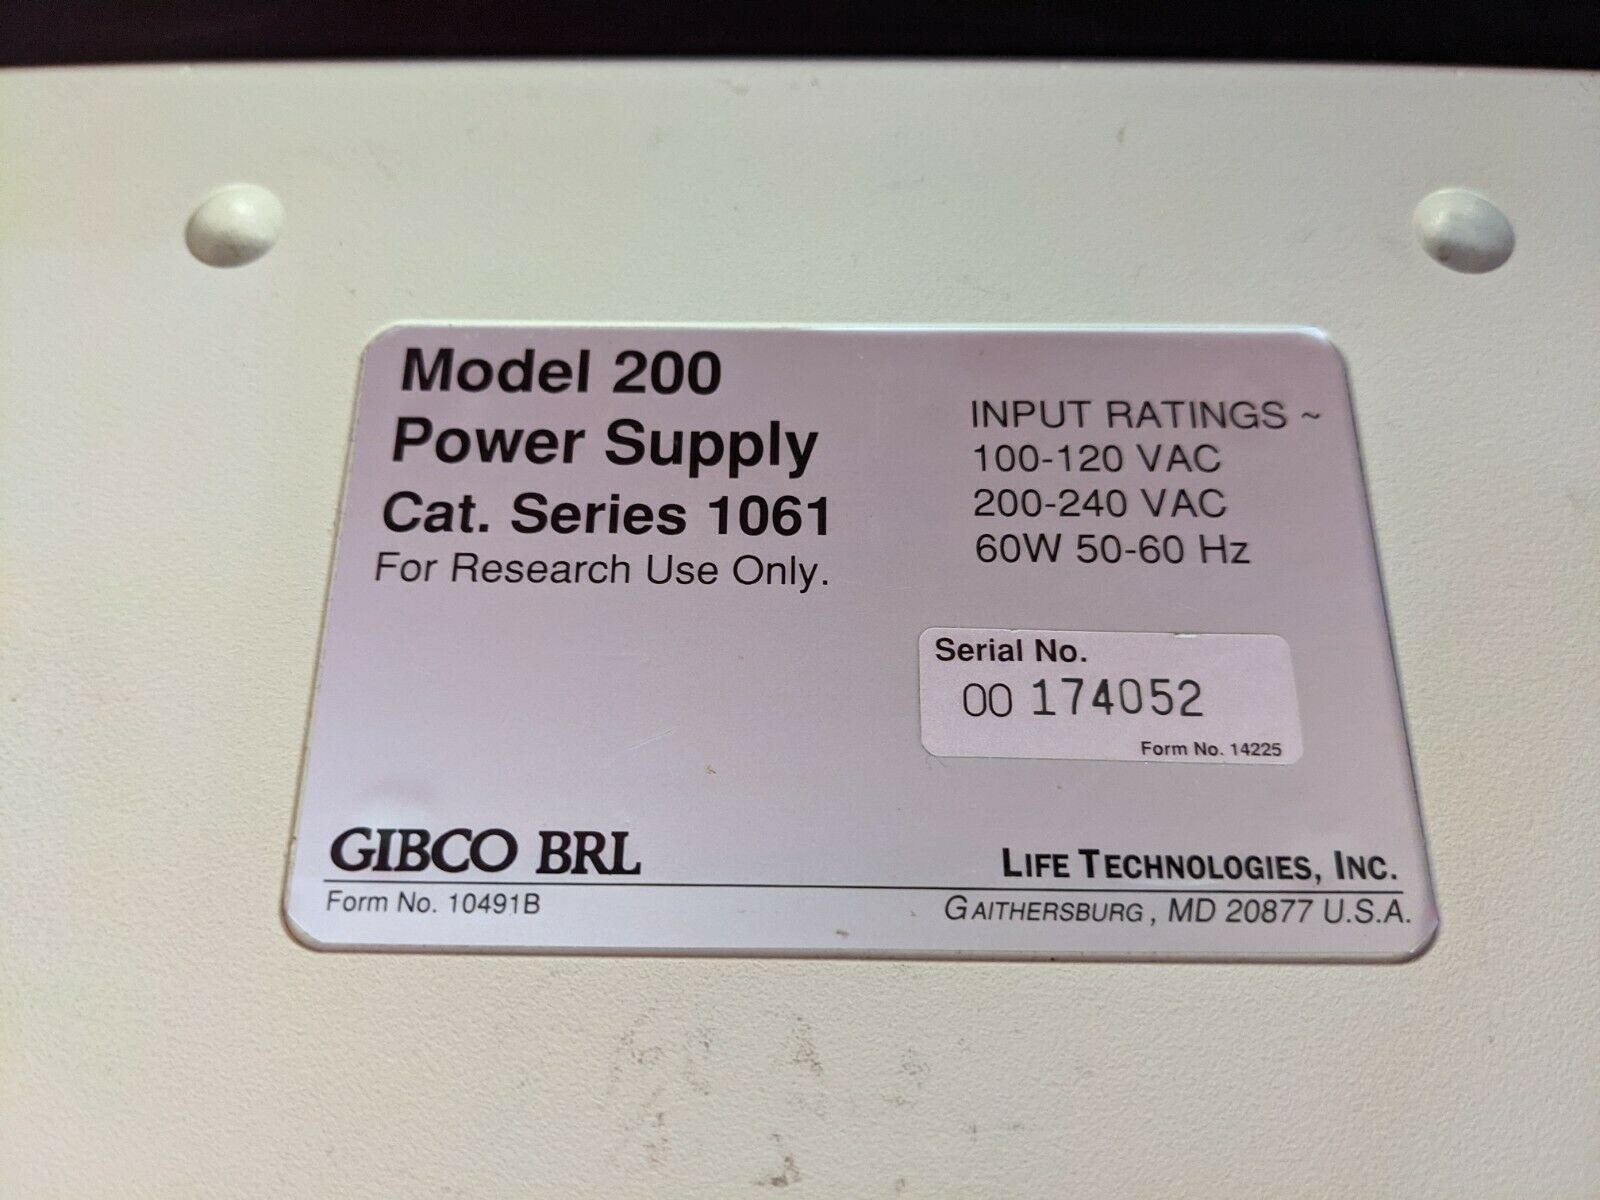 Model 200
Power Supply
Cat. Series 1061
For Research Use Only.
INPUT RATINGS ~
100-120 VAC
200-240 VAC
60W 50-60 Hz
Serial No.
00 174052
Form No. 14225
GIBCO BRL
Form No. 10491B
LIFE TECHNOLOGIES, INC.
GAITHERSBURG, MD 20877 U.S.A.